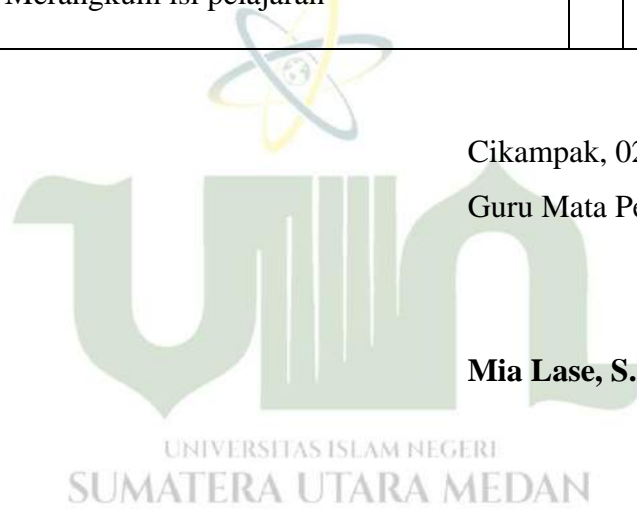 Merangkum Isi pelajaran
Cikampak, 02
Guru Mata Pe
Mia Lase, S.
UNIVERSITAS ISLAM NEGERI
SUMATERA UTARA MEDAN